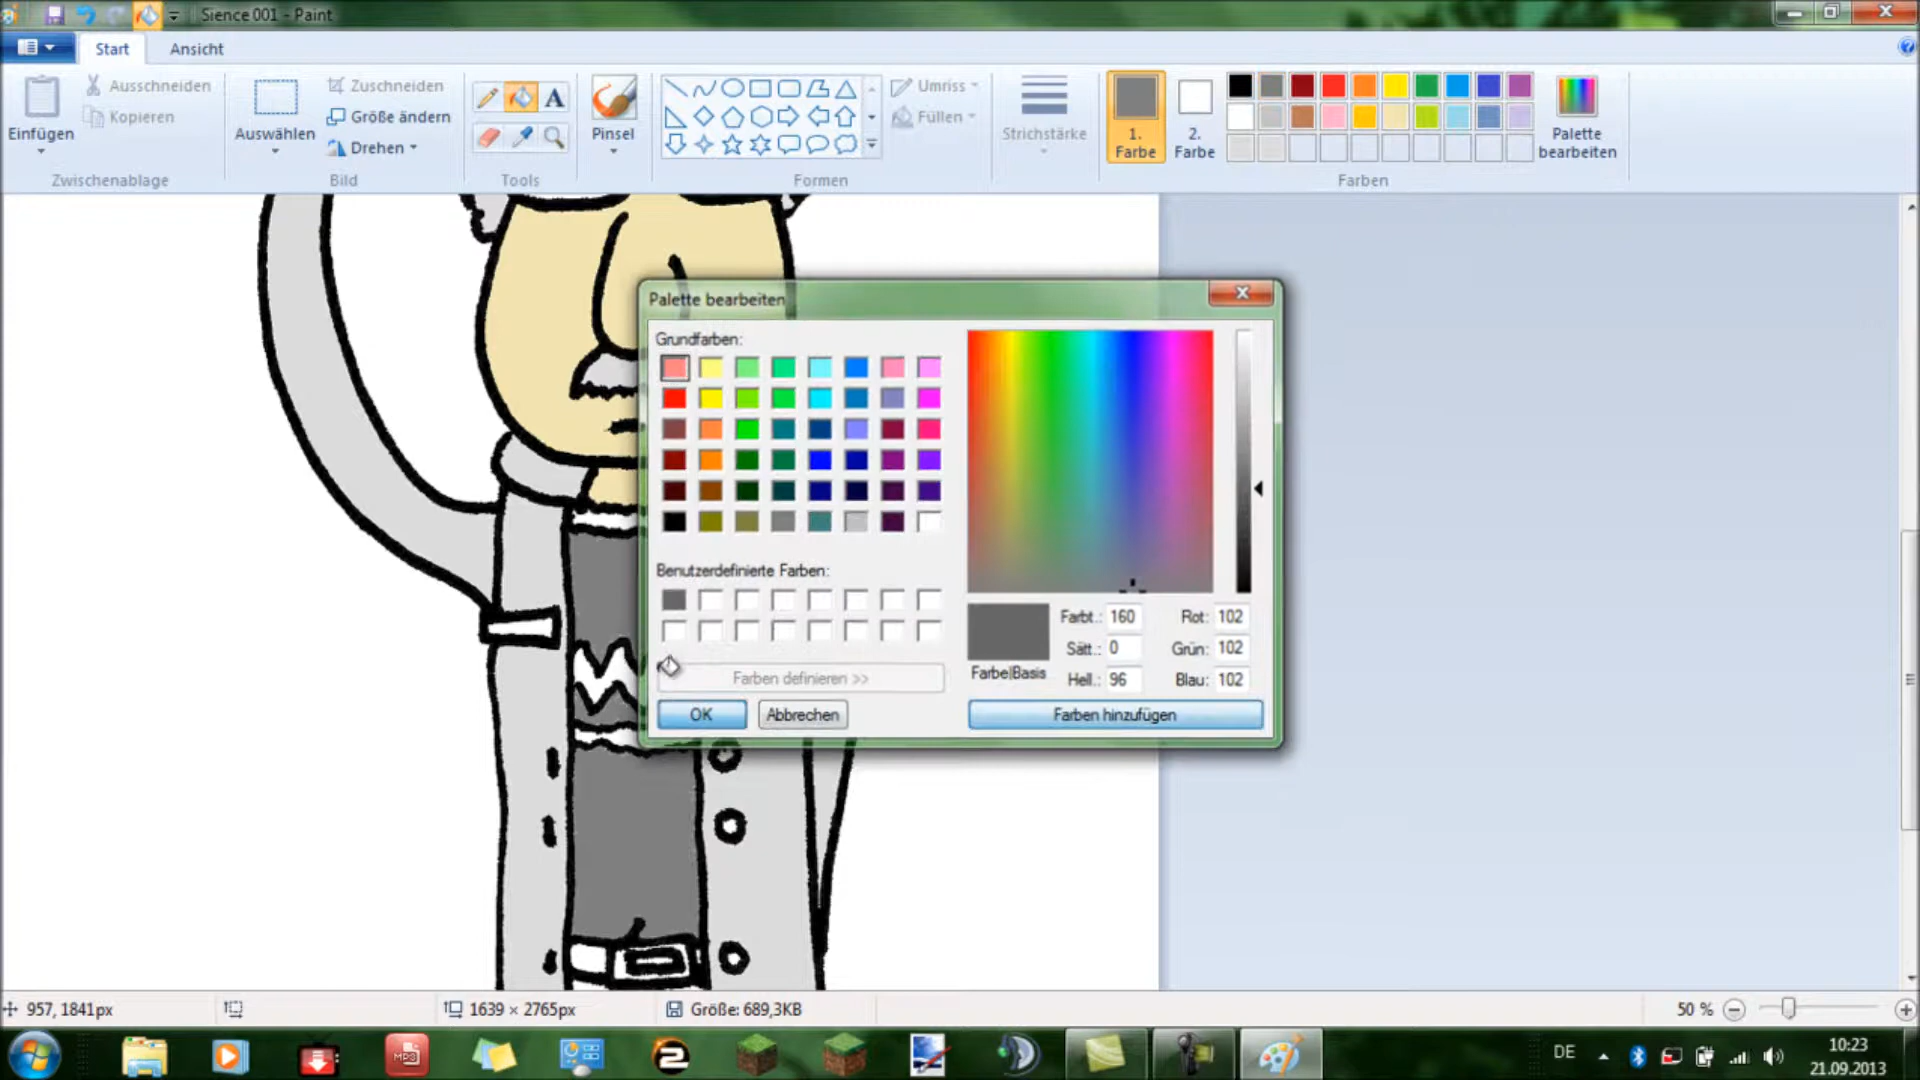 Sience 001 - Paint
Start
Ansicht
Einfügen
Ausschneiden
Kopieren
Zwischenablage
Auswählen
Zuschneiden
Größe ändern
Drehen
Bild
A
Tools
Pinsel
Umriss
Füllen
Formen
Strichstärke
1.
Farbe
2.
Farbe
Palette
bearbeiten
Farben
Palette bearbeiten
Grundfarben:
Benutzerdefinierte Farben:
Farben definieren >>
OK
Abbrechen
Farbe|Basis
Farbt.: 160
Sätt.: 0
Hell.: 96
Rot: 102
Grün: 102
Blau: 102
Farben hinzufügen
957, 1841px
1639 × 2765px
Größe: 689,3KB
50 %
MP3
2
DE
10:23
21.09.2013